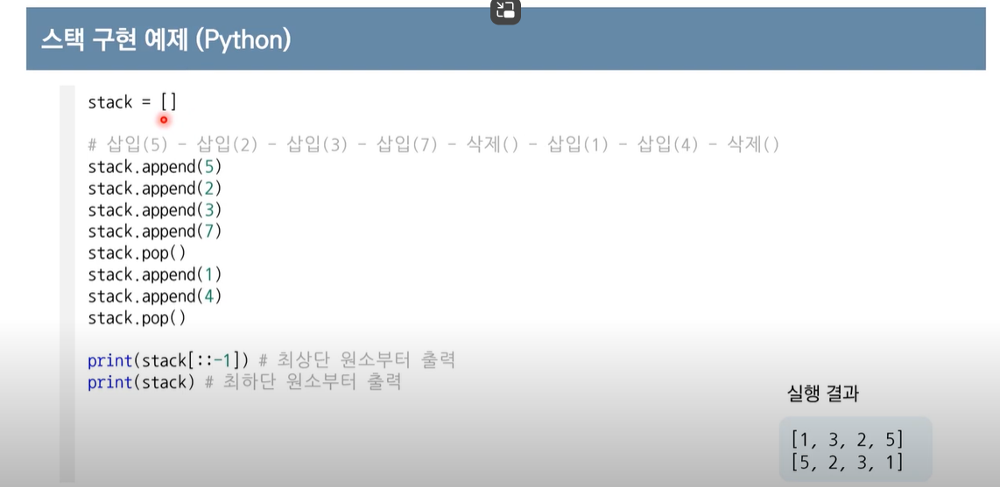 스택 구현 예제 (Python)
stack = []
# 삽입(5) - 삽입(2) - 삽입(3) - 삽입(7) - 삭제() - 삽입(1) - 삽입(4) - 삭제()
stack.append(5)
stack.append(2)
stack.append(3)
stack.append(7)
stack.pop()
stack.append(1)
stack.append(4)
stack.pop()
print(stack[::-1]) # 최상단 원소부터 출력
print(stack) # 최하단 원소부터 출력
실행 결과
[1, 3, 2, 5]
[5, 2, 3, 1]